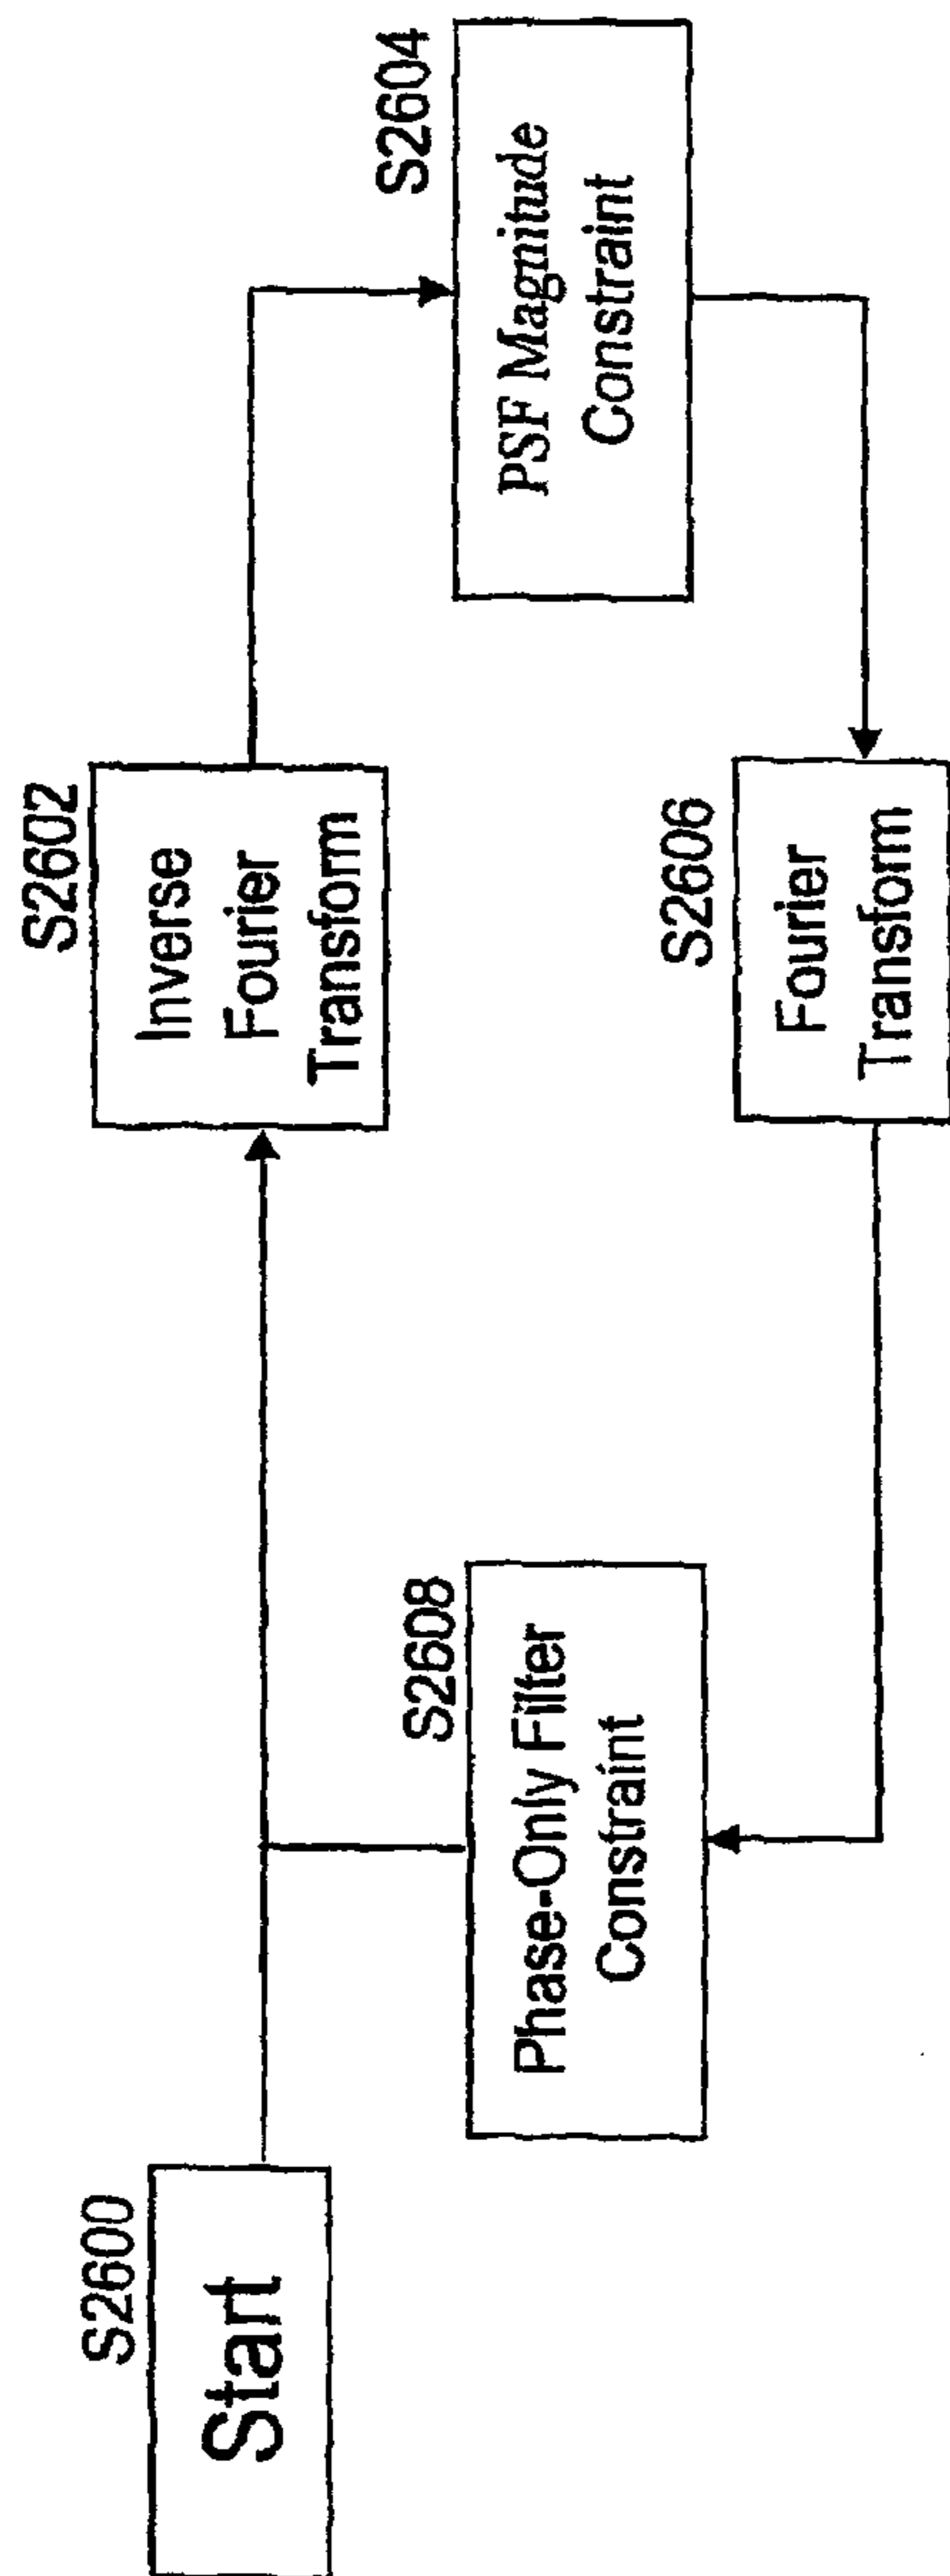 S2600
Start
S2602
Inverse
Fourier
Transform
S2604
PSF Magnitude
Constraint
S2606
Fourier
Transform
S2608
Phase-Only Filter
Constraint